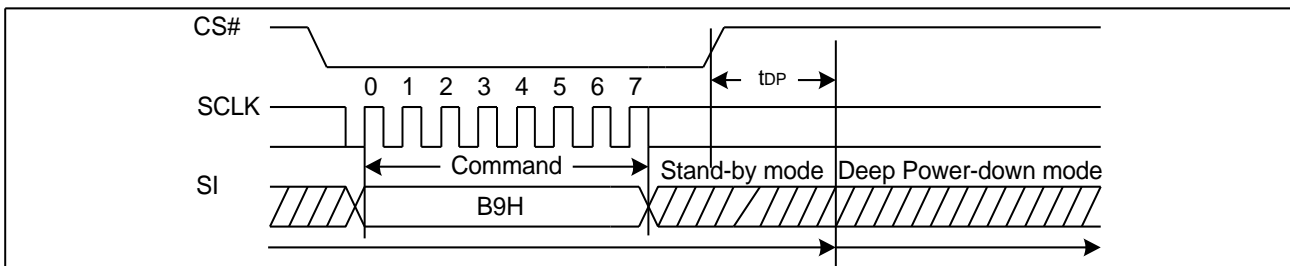 CS#
tDP
0 1 2 3 4 5 6 7
SCLK
Command
Stand-by mode Deep Power-down mode
SI
B9H